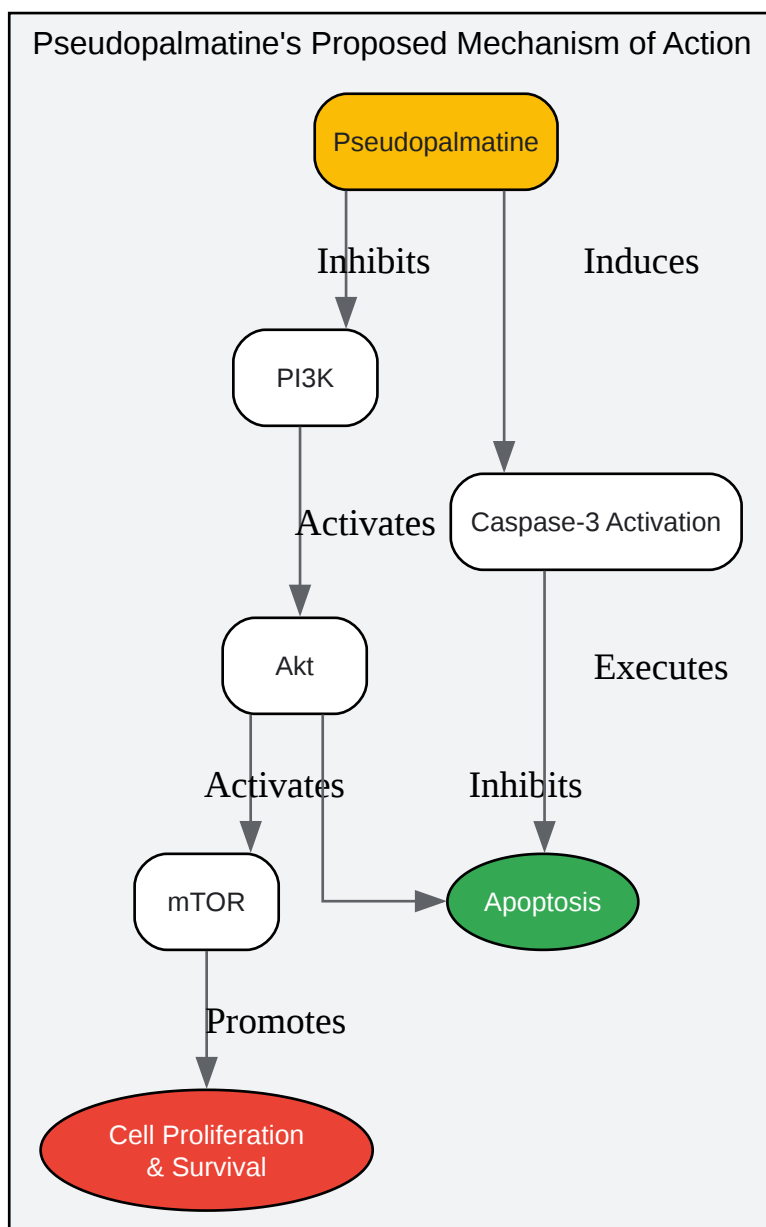 Pseudopalmatine's Proposed Mechanism of Action
Pseudopalmatine
Inhibits
Induces
PI3K
Activates
Caspase-3 Activation
Akt
Executes
Activates
Inhibits
mTOR
Apoptosis
Promotes
Cell Proliferation
& Survival